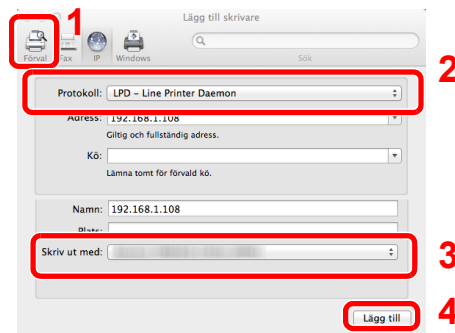 1
Lägg till skrivare
Förval Fax IP Windows Sök
2
Protokoll: LPD – Line Printer Daemon
Adress: 192.168.1.108
Giltig och fullständig adress.
Kö:
Lämna tomt för förvald kö.
Namn: 192.168.1.108
Plats:
Skriv ut med:
3
Lägg till
4